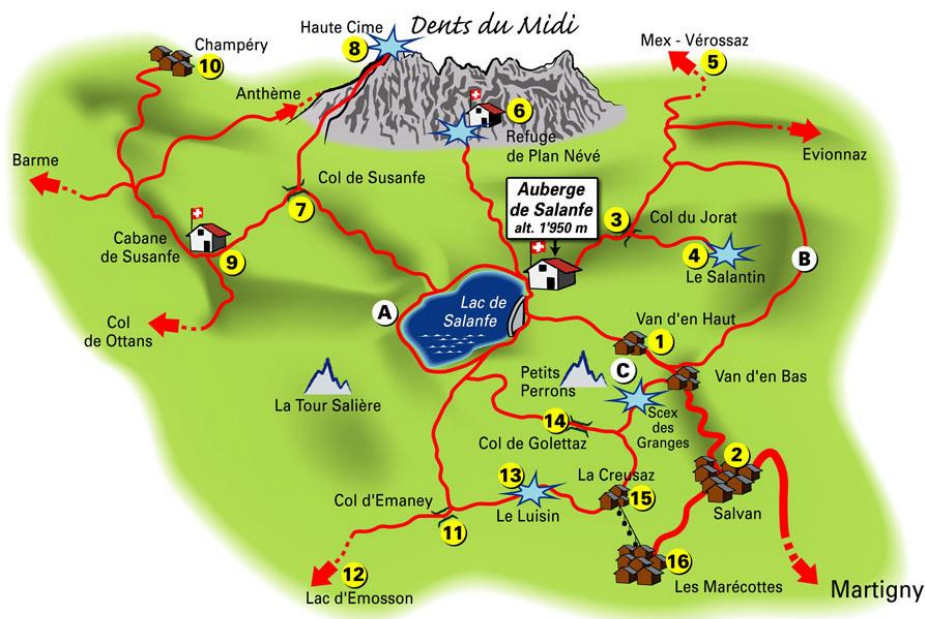 Dents du Midi
Haute Cime
8
Champéry
10
Mex - Vérossaz
5
Anthème
6
Refuge
de Plan Névé
Evionnaz
Barme
Col de Susanfe
7
Auberge
de Salanfe
alt. 1'950 m
3
Col du Jorat
4
Le Salantin
B
Cabane
de Susanfe
9
A
Lac de
Salanfe
Col
de Ottans
Van d'en Haut
1
Petits
Perrons
C
Van d'en Bas
La Tour Salière
Scex
des
Granges
14
Col de Golettaz
2
Salvan
13
Le Luisin
La Creusaz
15
Col d'Emaney
11
12
Lac d'Emosson
16
Les Marécottes
Martigny